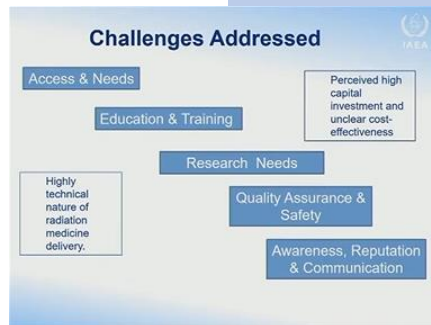 Challenges Addressed
IAEA
Access & Needs
Perceived high
capital
investment and
unclear cost-
effectiveness
Education & Training
Research Needs
Highly
technical
nature of
radiation
medicine
delivery.
Quality Assurance &
Safety
Awareness, Reputation
& Communication